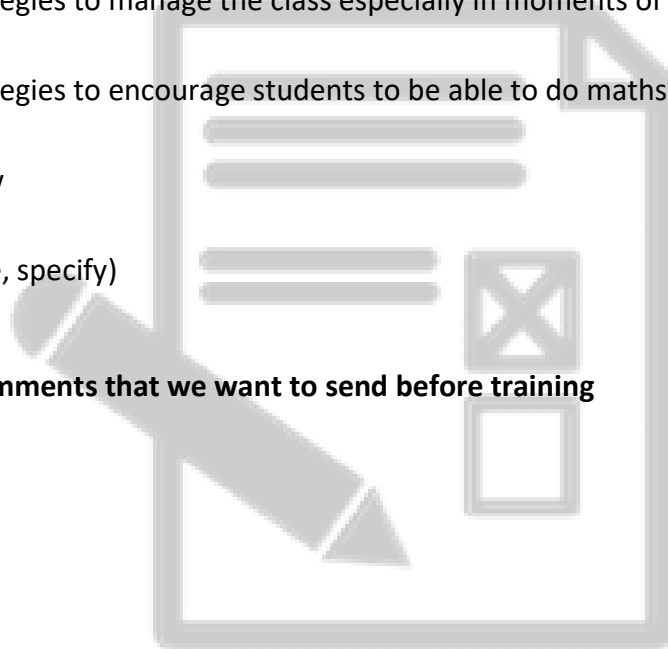 egies to manage the class especially in moments of
egies to encourage students to be able to do maths
y
, specify)
mments that we want to send before training